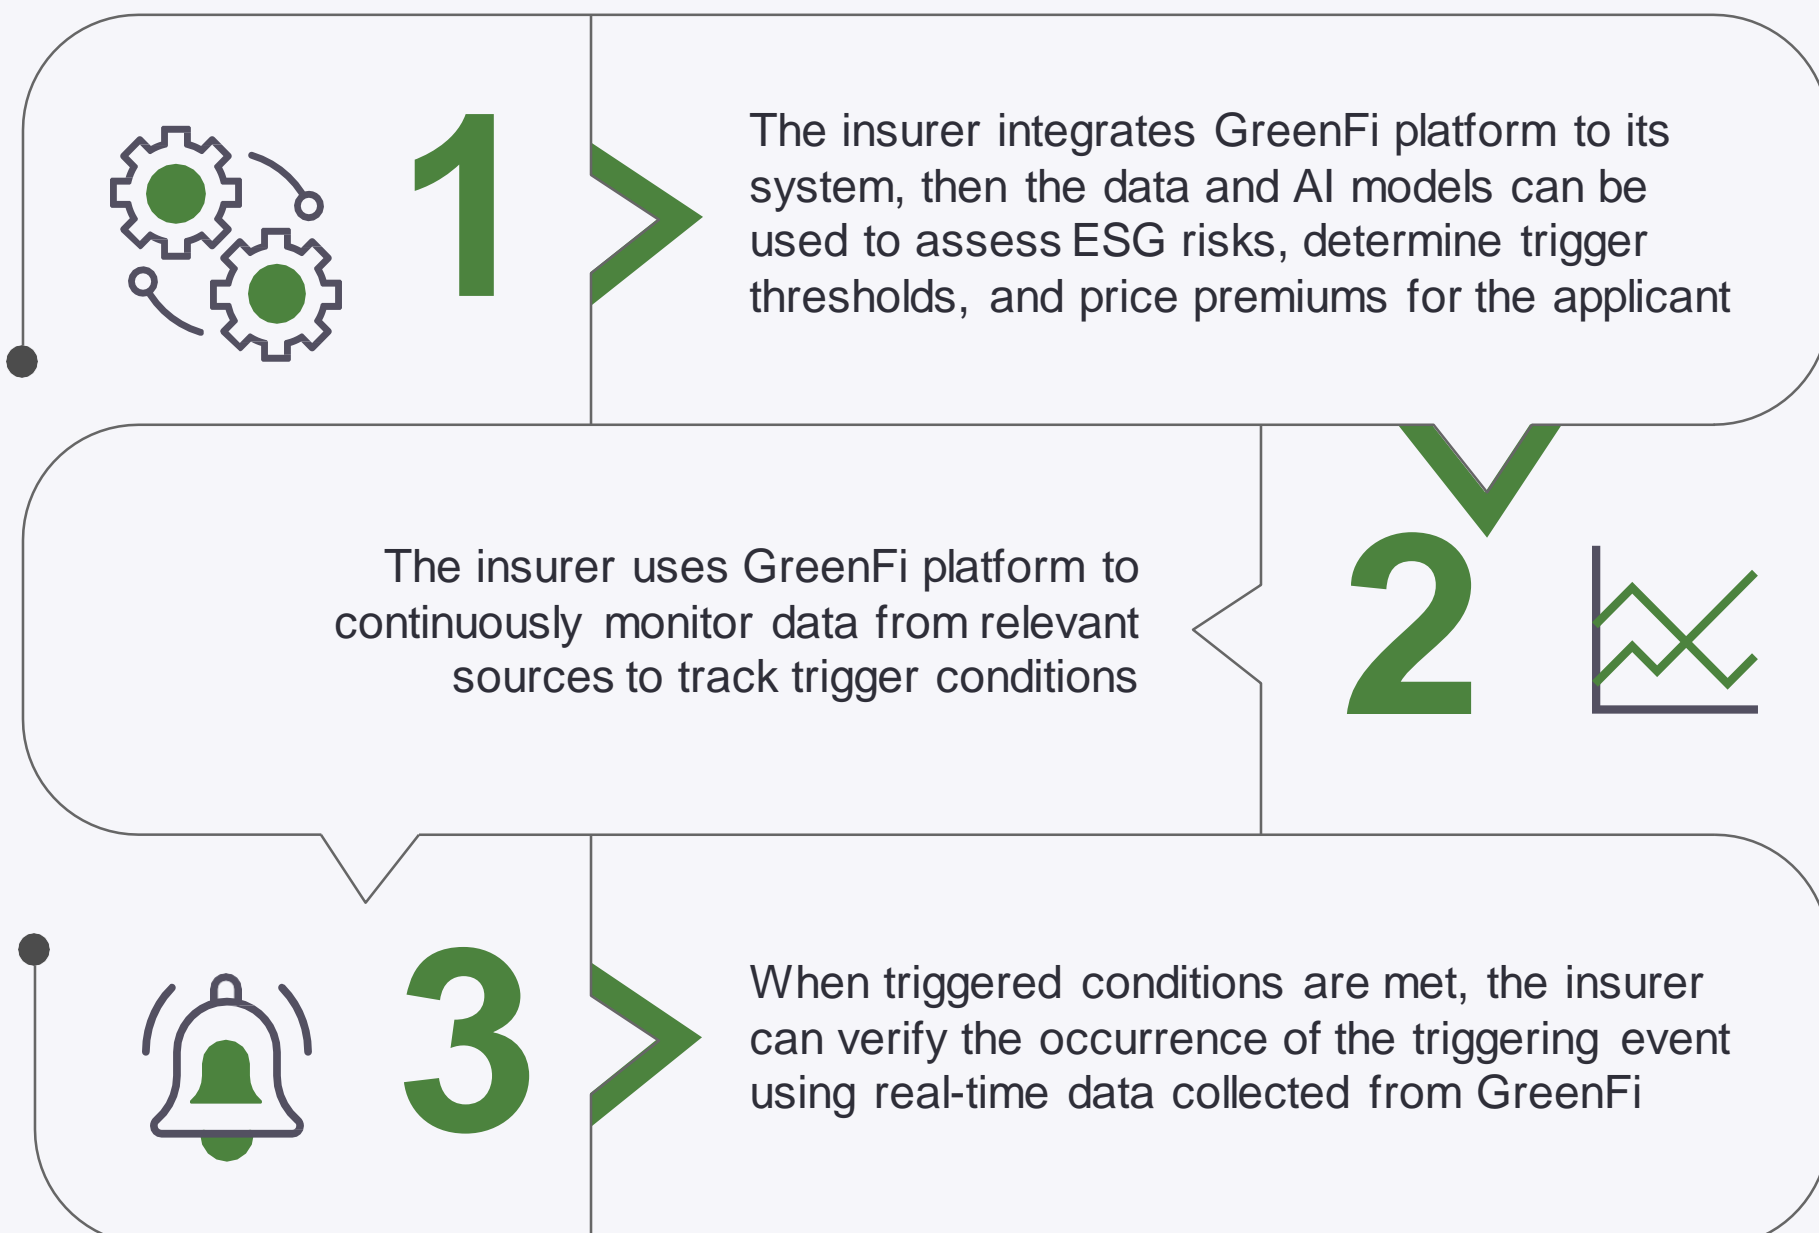 1
The insurer integrates GreenFi platform to its
system, then the data and AI models can be
used to assess ESG risks, determine trigger
thresholds, and price premiums for the applicant
2
The insurer uses GreenFi platform to
continuously monitor data from relevant
sources to track trigger conditions
3
When triggered conditions are met, the insurer
can verify the occurrence of the triggering event
using real-time data collected from GreenFi